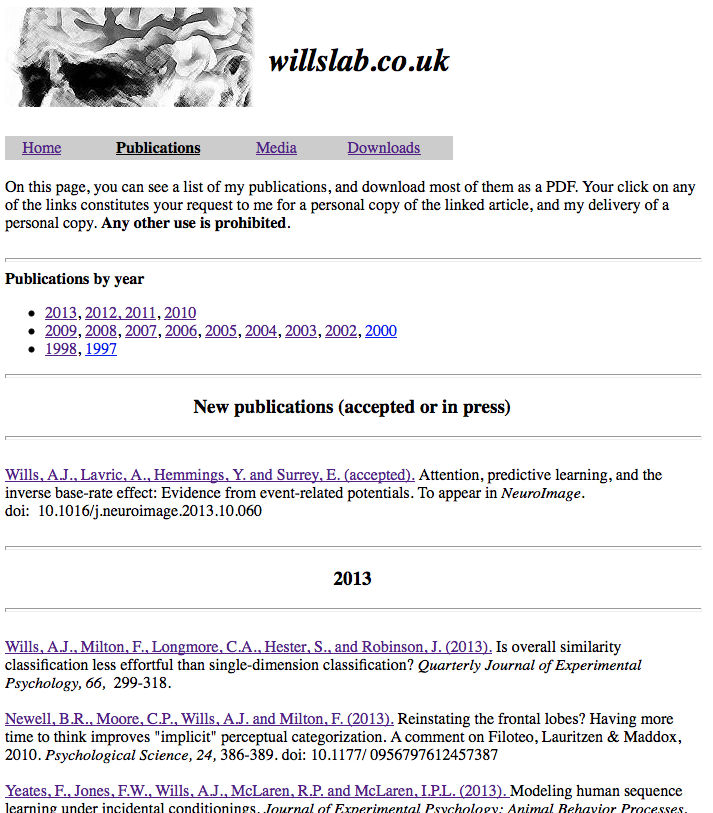 willslab.co.uk
Home Publications Media Downloads
On this page, you can see a list of my publications, and download most of them as a PDF. Your click on any
of the links constitutes your request to me for a personal copy of the linked article, and my delivery of a
personal copy. Any other use is prohibited.
Publications by year
• 2013, 2012, 2011, 2010
• 2009, 2008, 2007, 2006, 2005, 2004, 2003, 2002, 2000
• 1998, 1997
New publications (accepted or in press)
Wills, A.J., Lavric, A., Hemmings, Y. and Surrey, E. (accepted). Attention, predictive learning, and the
inverse base-rate effect: Evidence from event-related potentials. To appear in NeuroImage.
doi: 10.1016/j.neuroimage.2013.10.060
2013
Wills, A.J., Milton, F., Longmore, C.A., Hester, S., and Robinson, J. (2013). Is overall similarity
classification less effortful than single-dimension classification? Quarterly Journal of Experimental
Psychology, 66, 299-318.
Newell, B.R., Moore, C.P., Wills, A.J. and Milton, F. (2013). Reinstating the frontal lobes? Having more
time to think improves "implicit" perceptual categorization. A comment on Filoteo, Lauritzen & Maddox,
2010. Psychological Science, 24, 386-389. doi: 10.1177/ 0956797612457387
Yeates, F., Jones, F.W., Wills, A.J., McLaren, R.P. and McLaren, I.P.L. (2013). Modeling human sequence
learning under incidental conditionings. Journal of Experimental Psychology: Animal Behavior Processes,